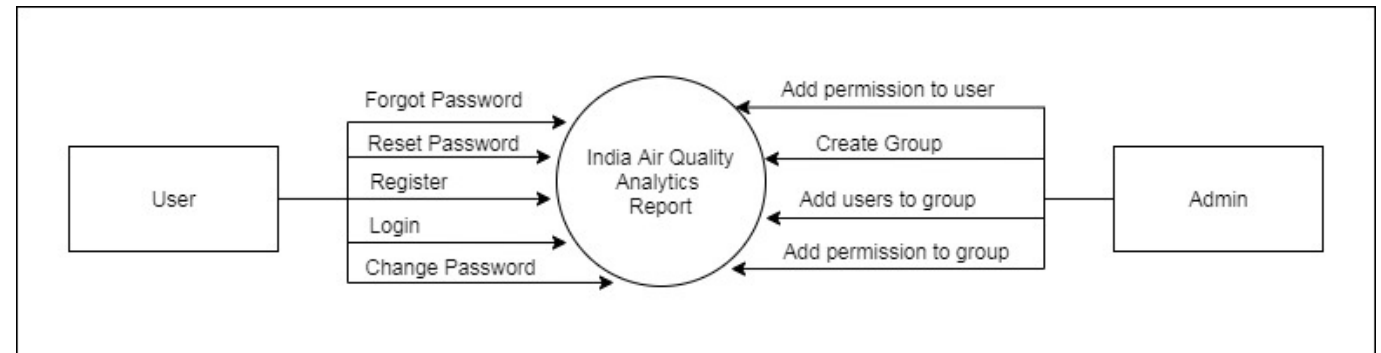 User
Forgot Password
Reset Password
Register
Login
Change Password
India Air Quality
Analytics
Report
Add permission to user
Create Group
Add users to group
Add permission to group
Admin